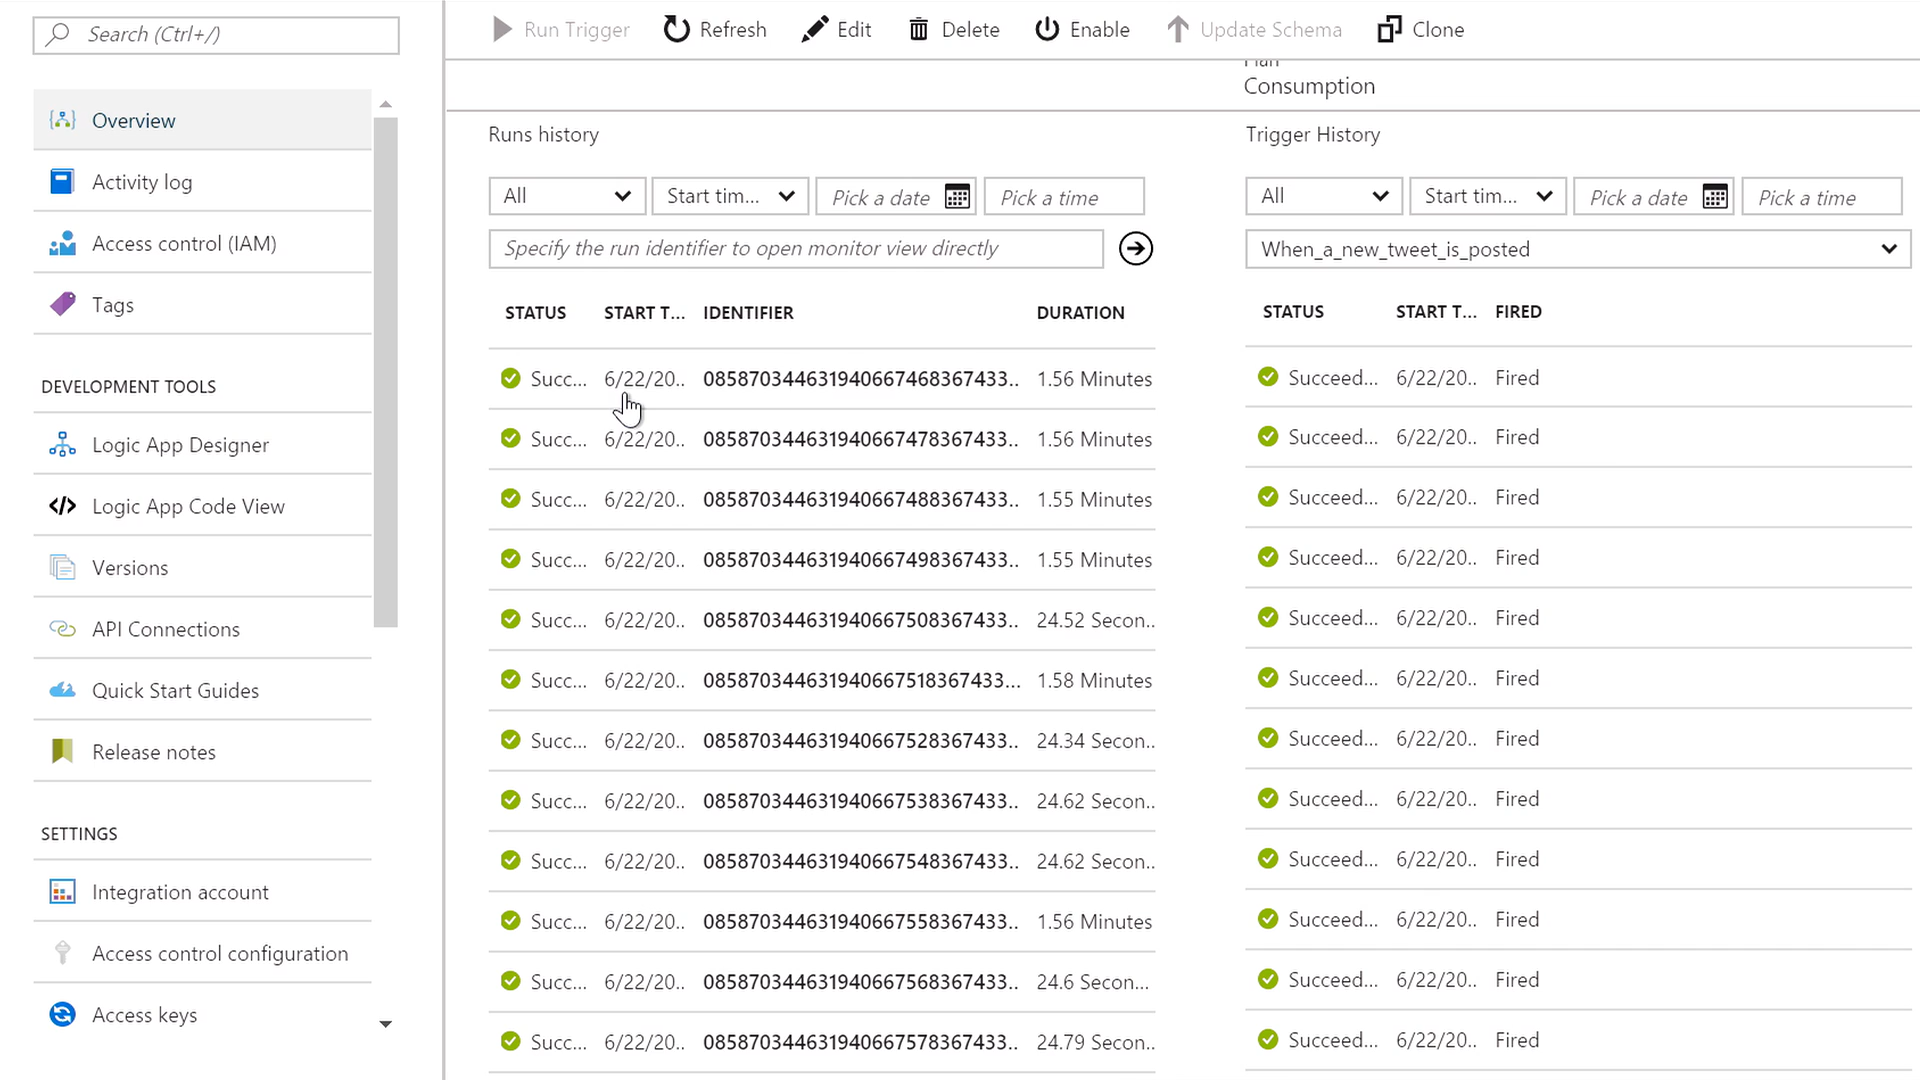 Search (Ctrl+/)
Overview
Activity log
Access control (IAM)
Tags
DEVELOPMENT TOOLS
Logic App Designer
Logic App Code View
Versions
API Connections
Quick Start Guides
Release notes
SETTINGS
Integration account
Access control configuration
Access keys
Run Trigger Refresh Edit Delete Enable Update Schema Clone
Plan
Consumption
Runs history
All Start tim... Pick a date Pick a time
Specify the run identifier to open monitor view directly
STATUS START T... IDENTIFIER DURATION
Succ... 6/22/20.. 08587034463194066746836743​3.. 1.56 Minutes
Succ... 6/22/20.. 085870344631940667478367433.. 1.56 Minutes
Succ... 6/22/20.. 085870344631940667488367433.. 1.55 Minutes
Succ... 6/22/20.. 085870344631940667498367433.. 1.55 Minutes
Succ... 6/22/20.. 085870344631940667508367433.. 24.52 Secon..
Succ... 6/22/20.. 085870344631940667518367433... 1.58 Minutes
Succ... 6/22/20.. 085870344631940667528367433.. 24.34 Secon..
Succ... 6/22/20.. 085870344631940667538367433.. 24.62 Secon..
Succ... 6/22/20.. 085870344631940667548367433.. 24.62 Secon..
Succ... 6/22/20.. 085870344631940667558367433.. 1.56 Minutes
Succ... 6/22/20.. 085870344631940667568367433.. 24.6 Secon...
Succ... 6/22/20.. 085870344631940667578367433.. 24.79 Secon..
Trigger History
All Start tim... Pick a date Pick a time
When_a_new_tweet_is_posted
STATUS START T... FIRED
Succeed... 6/22/20.. Fired
Succeed... 6/22/20.. Fired
Succeed... 6/22/20.. Fired
Succeed... 6/22/20.. Fired
Succeed... 6/22/20.. Fired
Succeed... 6/22/20.. Fired
Succeed... 6/22/20.. Fired
Succeed... 6/22/20.. Fired
Succeed... 6/22/20.. Fired
Succeed... 6/22/20.. Fired
Succeed... 6/22/20.. Fired
Succeed... 6/22/20.. Fired